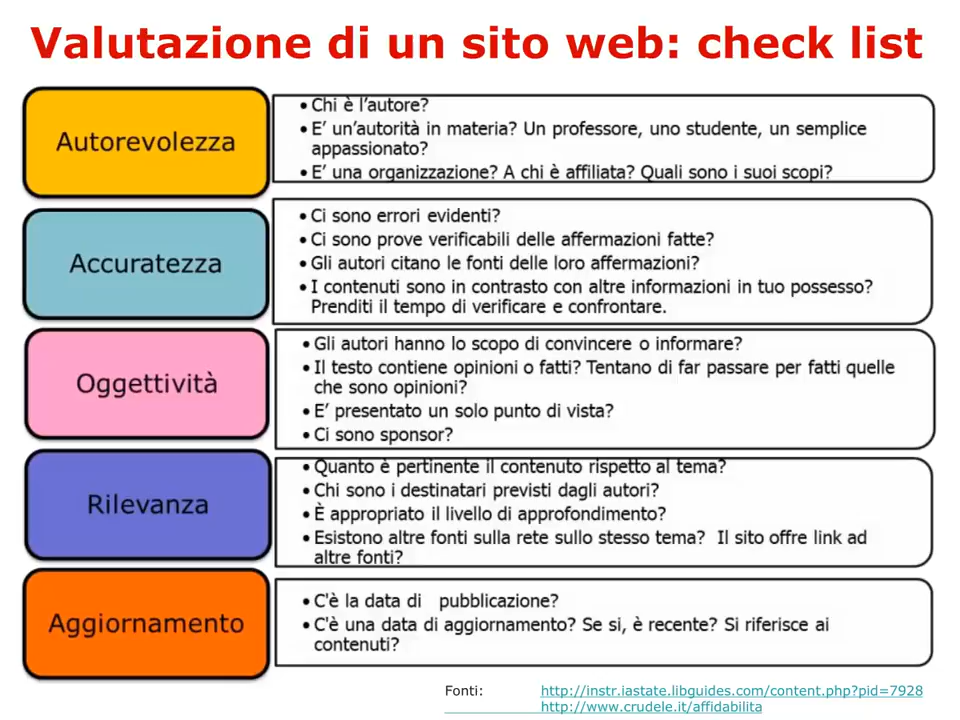 Valutazione di un sito web: check list
Autorevolezza
• Chi è l’autore?
• E’ un’autorità in materia? Un professore, uno studente, un semplice
appassionato?
• E’ una organizzazione? A chi è affiliata? Quali sono i suoi scopi?
Accuratezza
• Ci sono errori evidenti?
• Ci sono prove verificabili delle affermazioni fatte?
• Gli autori citano le fonti delle loro affermazioni?
• I contenuti sono in contrasto con altre informazioni in tuo possesso?
Prenditi il tempo di verificare e confrontare.
Oggettività
• Gli autori hanno lo scopo di convincere o informare?
• Il testo contiene opinioni o fatti? Tentano di far passare per fatti quelle
che sono opinioni?
• E’ presentato un solo punto di vista?
• Ci sono sponsor?
Rilevanza
• Quanto è pertinente il contenuto rispetto al tema?
• Chi sono i destinatari previsti dagli autori?
• È appropriato il livello di approfondimento?
• Esistono altre fonti sulla rete sullo stesso tema? Il sito offre link ad
altre fonti?
Aggiornamento
• C'è la data di pubblicazione?
• C'è una data di aggiornamento? Se si, è recente? Si riferisce ai
contenuti?
Fonti: http://instr.iastate.libguides.com/content.php?pid=7928
http://www.crudele.it/affidabilita